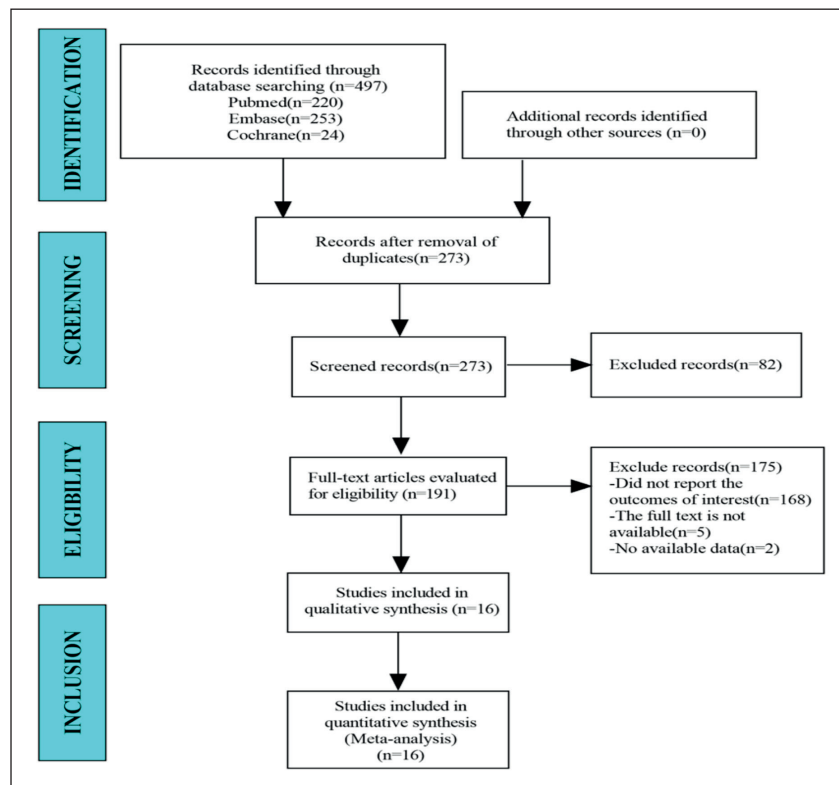 IDENTIFICATION
Records identified through
database searching (n=497)
Pubmed(n=220)
Embase(n=253)
Cochrane(n=24)
Additional records identified
through other sources (n=0)
SCREENING
Records after removal of
duplicates(n=273)
Screened records(n=273)
Excluded records(n=82)
ELIGIBILITY
Full-text articles evaluated
for eligibility (n=191)
Exclude records(n=175)
-Did not report the
outcomes of interest(n=168)
-The full text is not
available(n=5)
-No available data(n=2)
Studies included in
qualitative synthesis (n=16)
INCLUSION
Studies included in
quantitative synthesis
(Meta-analysis)
(n=16)